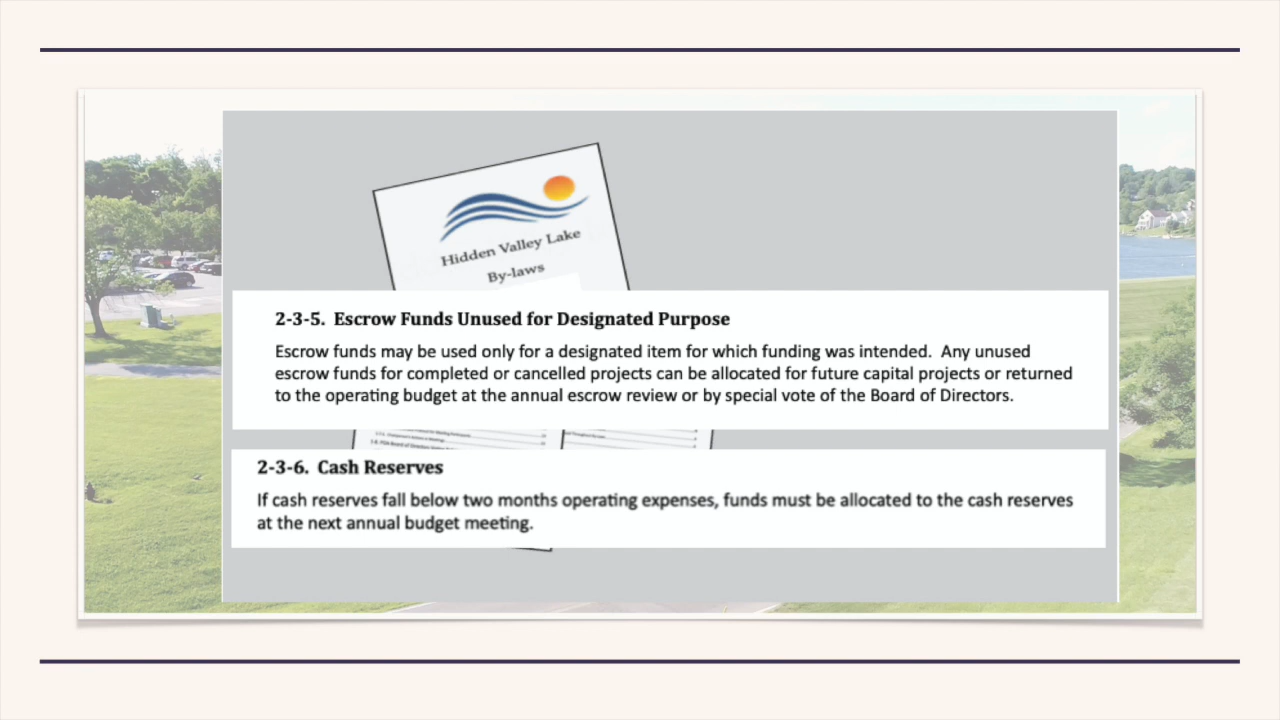 Hidden Valley Lake
By-laws
2-3-5. Escrow Funds Unused for Designated Purpose
Escrow funds may be used only for a designated item for which funding was intended. Any unused
escrow funds for completed or cancelled projects can be allocated for future capital projects or returned
to the operating budget at the annual escrow review or by special vote of the Board of Directors.
2-3-6. Cash Reserves
If cash reserves fall below two months operating expenses, funds must be allocated to the cash reserves
at the next annual budget meeting.